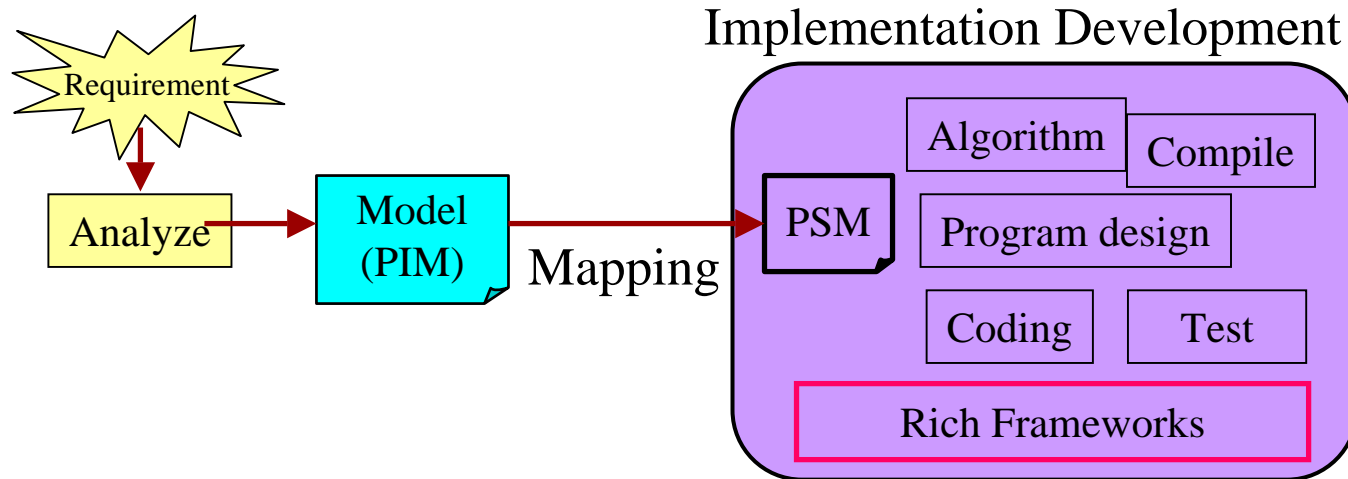 Implementation Development
Requirement
Analyze
Model
(PIM)
Mapping
PSM
Algorithm
Compile
Program design
Coding
Test
Rich Frameworks